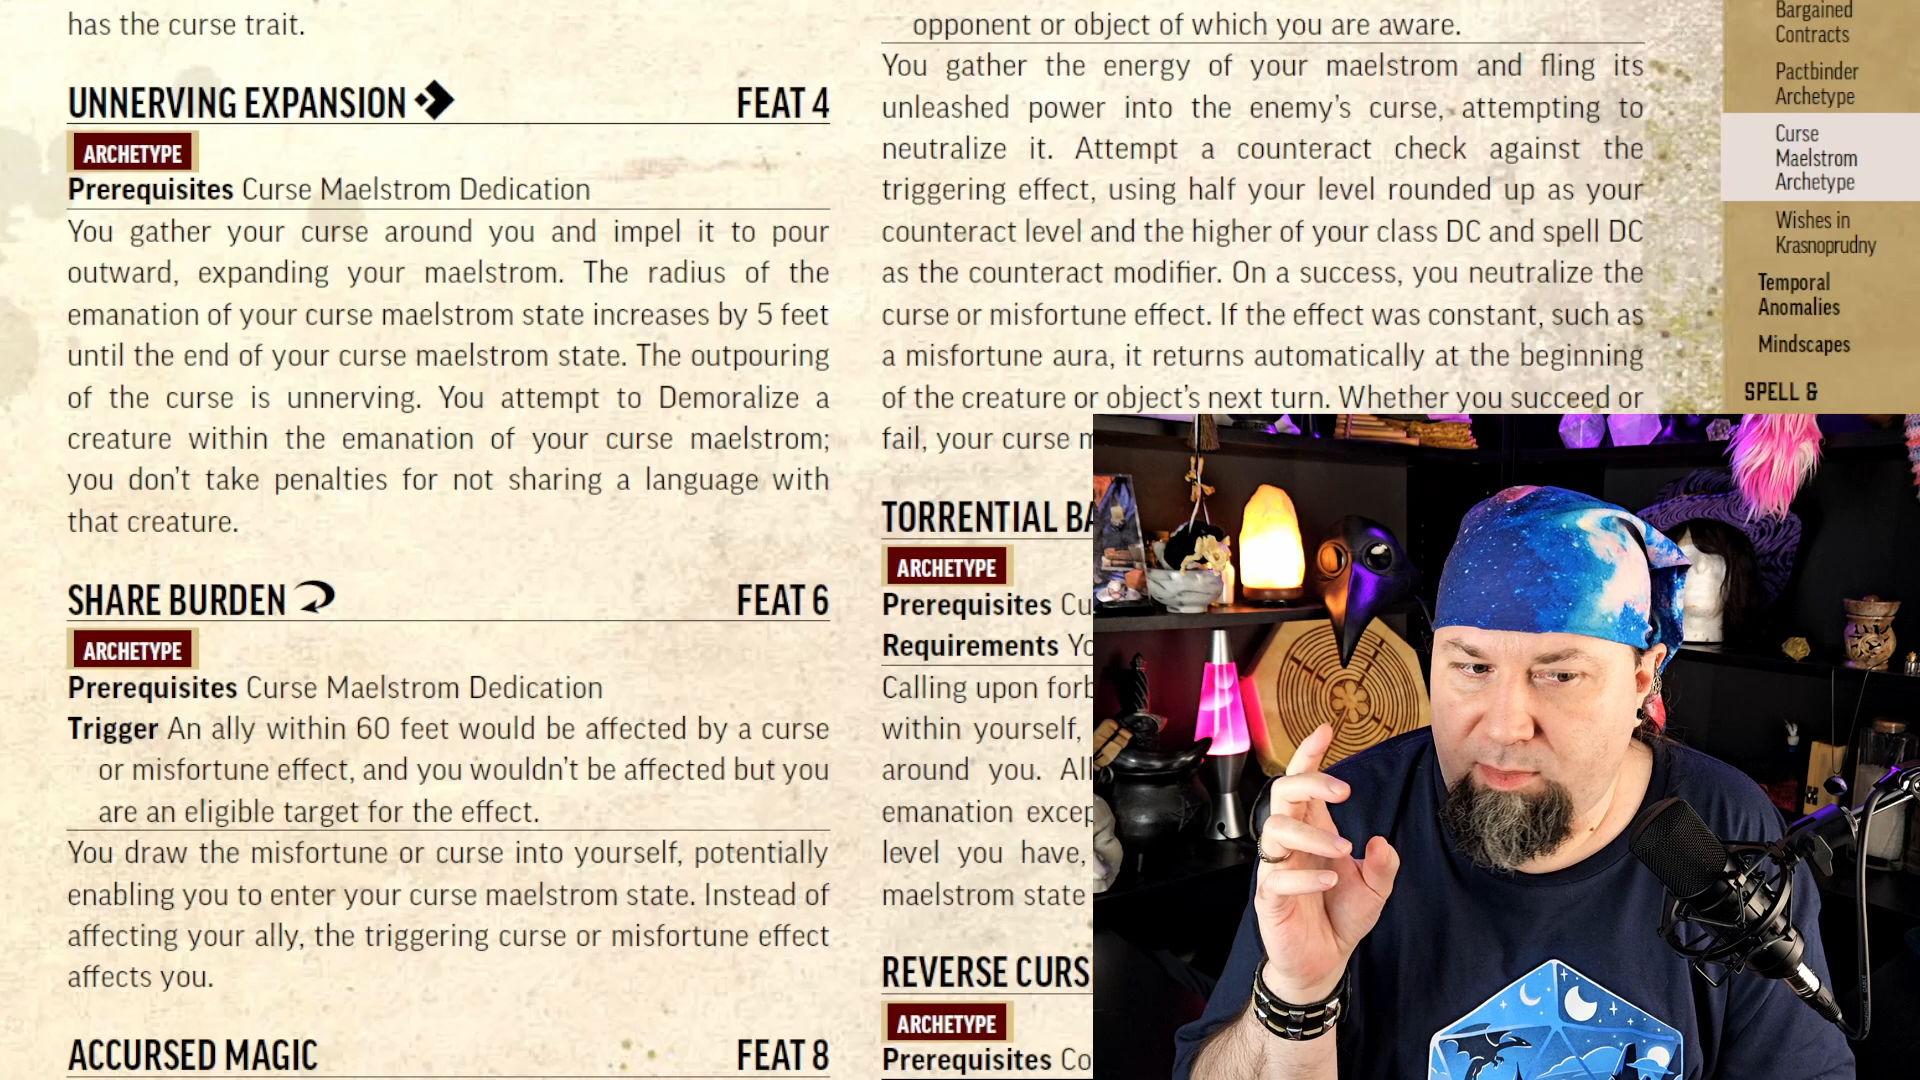 has the curse trait.
UNNERVING EXPANSION FEAT 4
ARCHETYPE
Prerequisites Curse Maelstrom Dedication
You gather your curse around you and impel it to pour
outward, expanding your maelstrom. The radius of the
emanation of your curse maelstrom state increases by 5 feet
until the end of your curse maelstrom state. The outpouring
of the curse is unnerving. You attempt to Demoralize a
creature within the emanation of your curse maelstrom;
you don't take penalties for not sharing a language with
that creature.
SHARE BURDEN FEAT 6
ARCHETYPE
Prerequisites Curse Maelstrom Dedication
Trigger An ally within 60 feet would be affected by a curse
or misfortune effect, and you wouldn't be affected but you
are an eligible target for the effect.
You draw the misfortune or curse into yourself, potentially
enabling you to enter your curse maelstrom state. Instead of
affecting your ally, the triggering curse or misfortune effect
affects you.
ACCURSED MAGIC FEAT 8
opponent or object of which you are aware.
You gather the energy of your maelstrom and fling its
unleashed power into the enemy's curse, attempting to
neutralize it. Attempt a counteract check against the
triggering effect, using half your level rounded up as your
counteract level and the higher of your class DC and spell DC
as the counteract modifier. On a success, you neutralize the
curse or misfortune effect. If the effect was constant, such as
a misfortune aura, it returns automatically at the beginning
of the creature or object's next turn. Whether you succeed or
fail, your curse m
TORRENTIAL BA
ARCHETYPE
Prerequisites Cu
Requirements Yo
Calling upon forb
within yourself,
around you. All
emanation excep
level you have,
maelstrom state
REVERSE CURS
ARCHETYPE
Prerequisites Co
Bargained
Contracts
Pactbinder
Archetype
Curse
Maelstrom
Archetype
Wishes in
Krasnoprudny
Temporal
Anomalies
Mindscapes
SPELL &